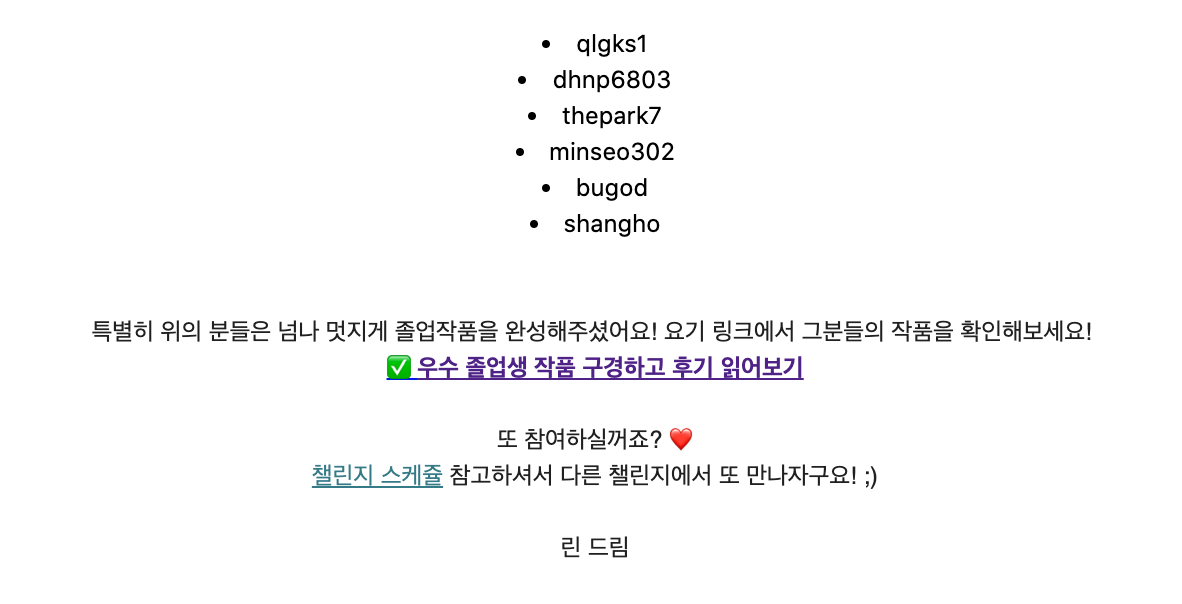 • qlgks1
• dhnp6803
• thepark7
• minseo302
• bugod
• shangho
특별히 위의 분들은 넘나 멋지게 졸업작품을 완성해주셨어요! 요기 링크에서 그분들의 작품을 확인해보세요!
✅ 우수 졸업생 작품 구경하고 후기 읽어보기
또 참여하실꺼죠? ❤️
챌린지 스케쥴 참고하셔서 다른 챌린지에서 또 만나자구요! ;)
린 드림